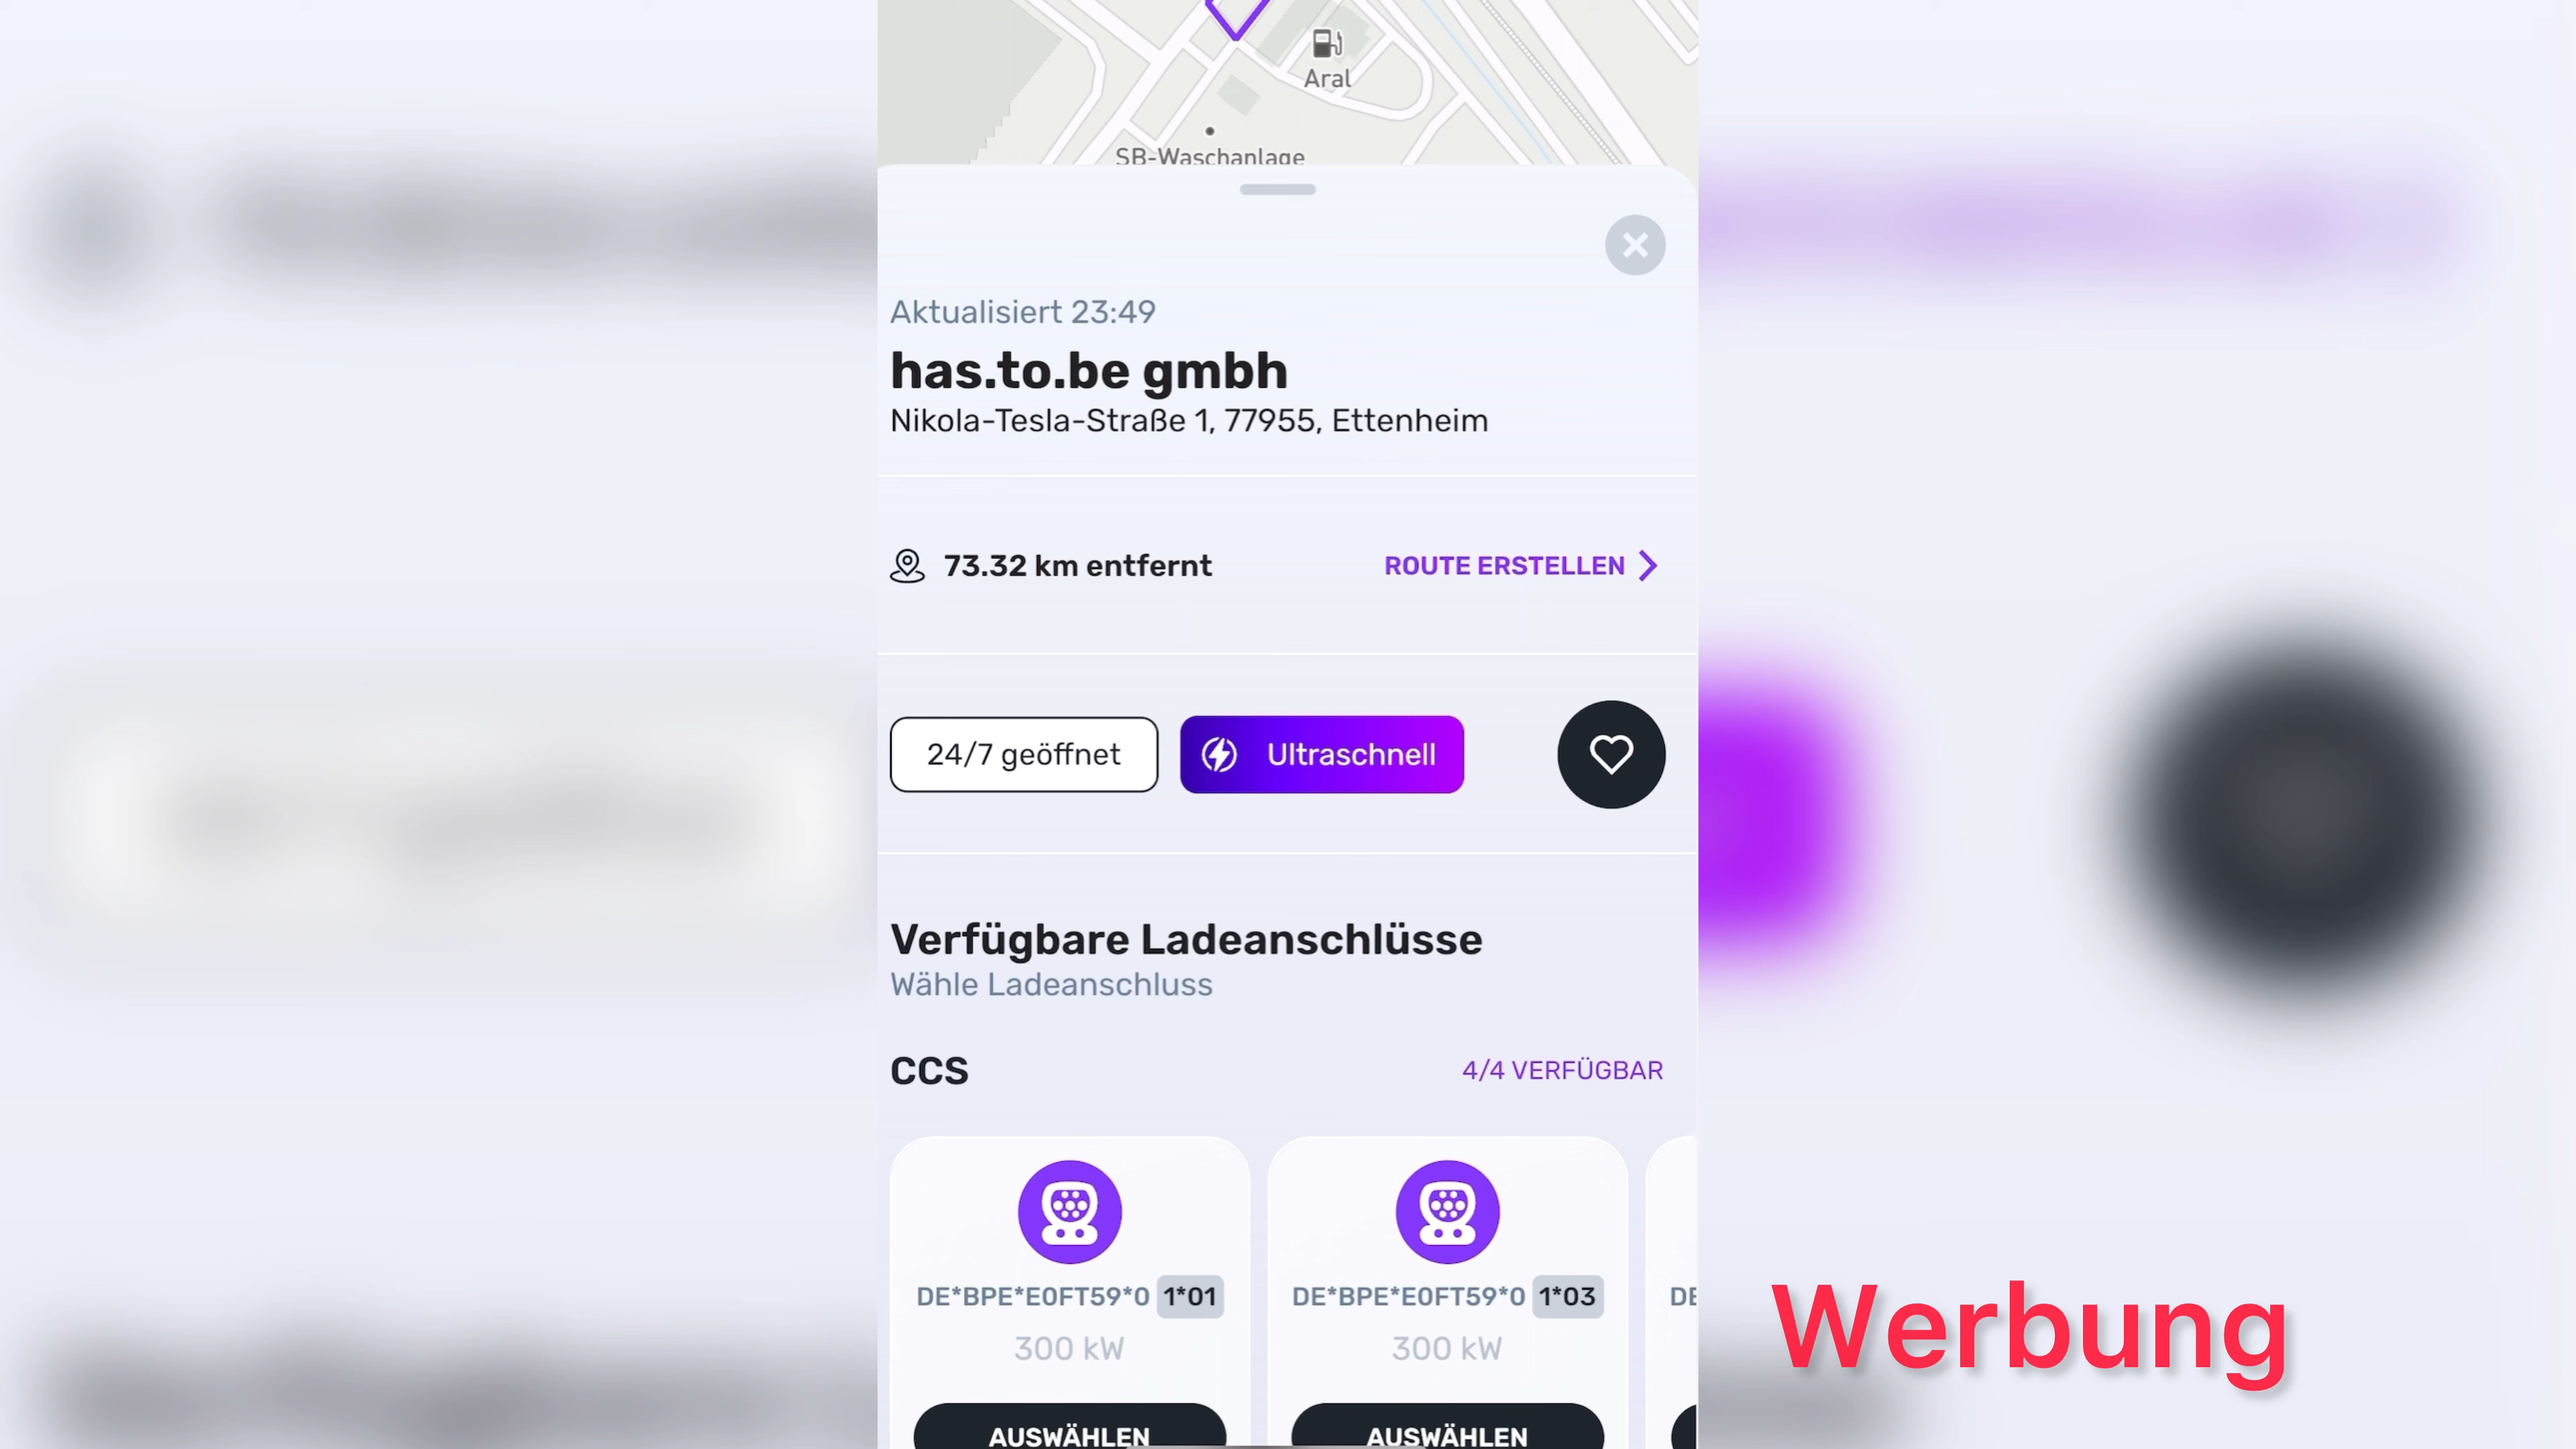 Aral
SB-Waschanlage
Aktualisiert 23:49
has.to.be gmbh
Nikola-Tesla-Straße 1, 77955, Ettenheim
73.32 km entfernt
ROUTE ERSTELLEN
24/7 geöffnet
Ultraschnell
Verfügbare Ladeanschlüsse
Wähle Ladeanschluss
CCS
4/4 VERFÜGBAR
DE*BPE*E0FT59*0 1*01
DE*BPE*E0FT59*0 1*03
DE
300 kW
300 kW
AUSWÄHLEN
AUSWÄHLEN
Werbung